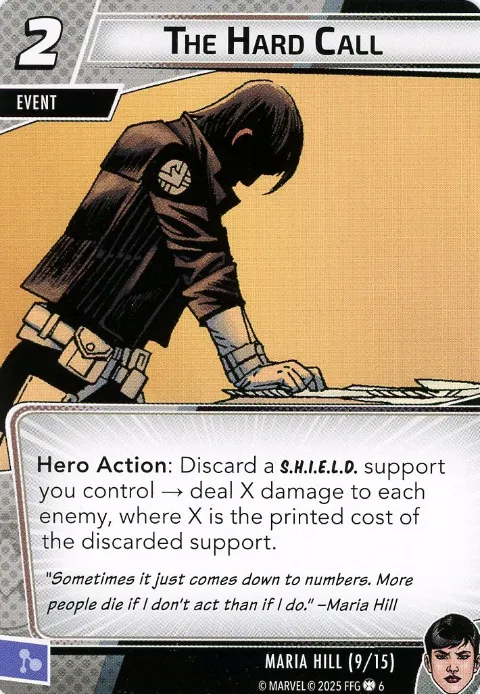 2
THE HARD CALL
EVENT
Hero Action: Discard a S.H.I.E.L.D. support
you control → deal X damage to each
enemy, where X is the printed cost of
the discarded support.
"Sometimes it just comes down to numbers. More
people die if I don't act than if I do." –Maria Hill
MARIA HILL (9/15)
© MARVEL © 2025 FFG 6